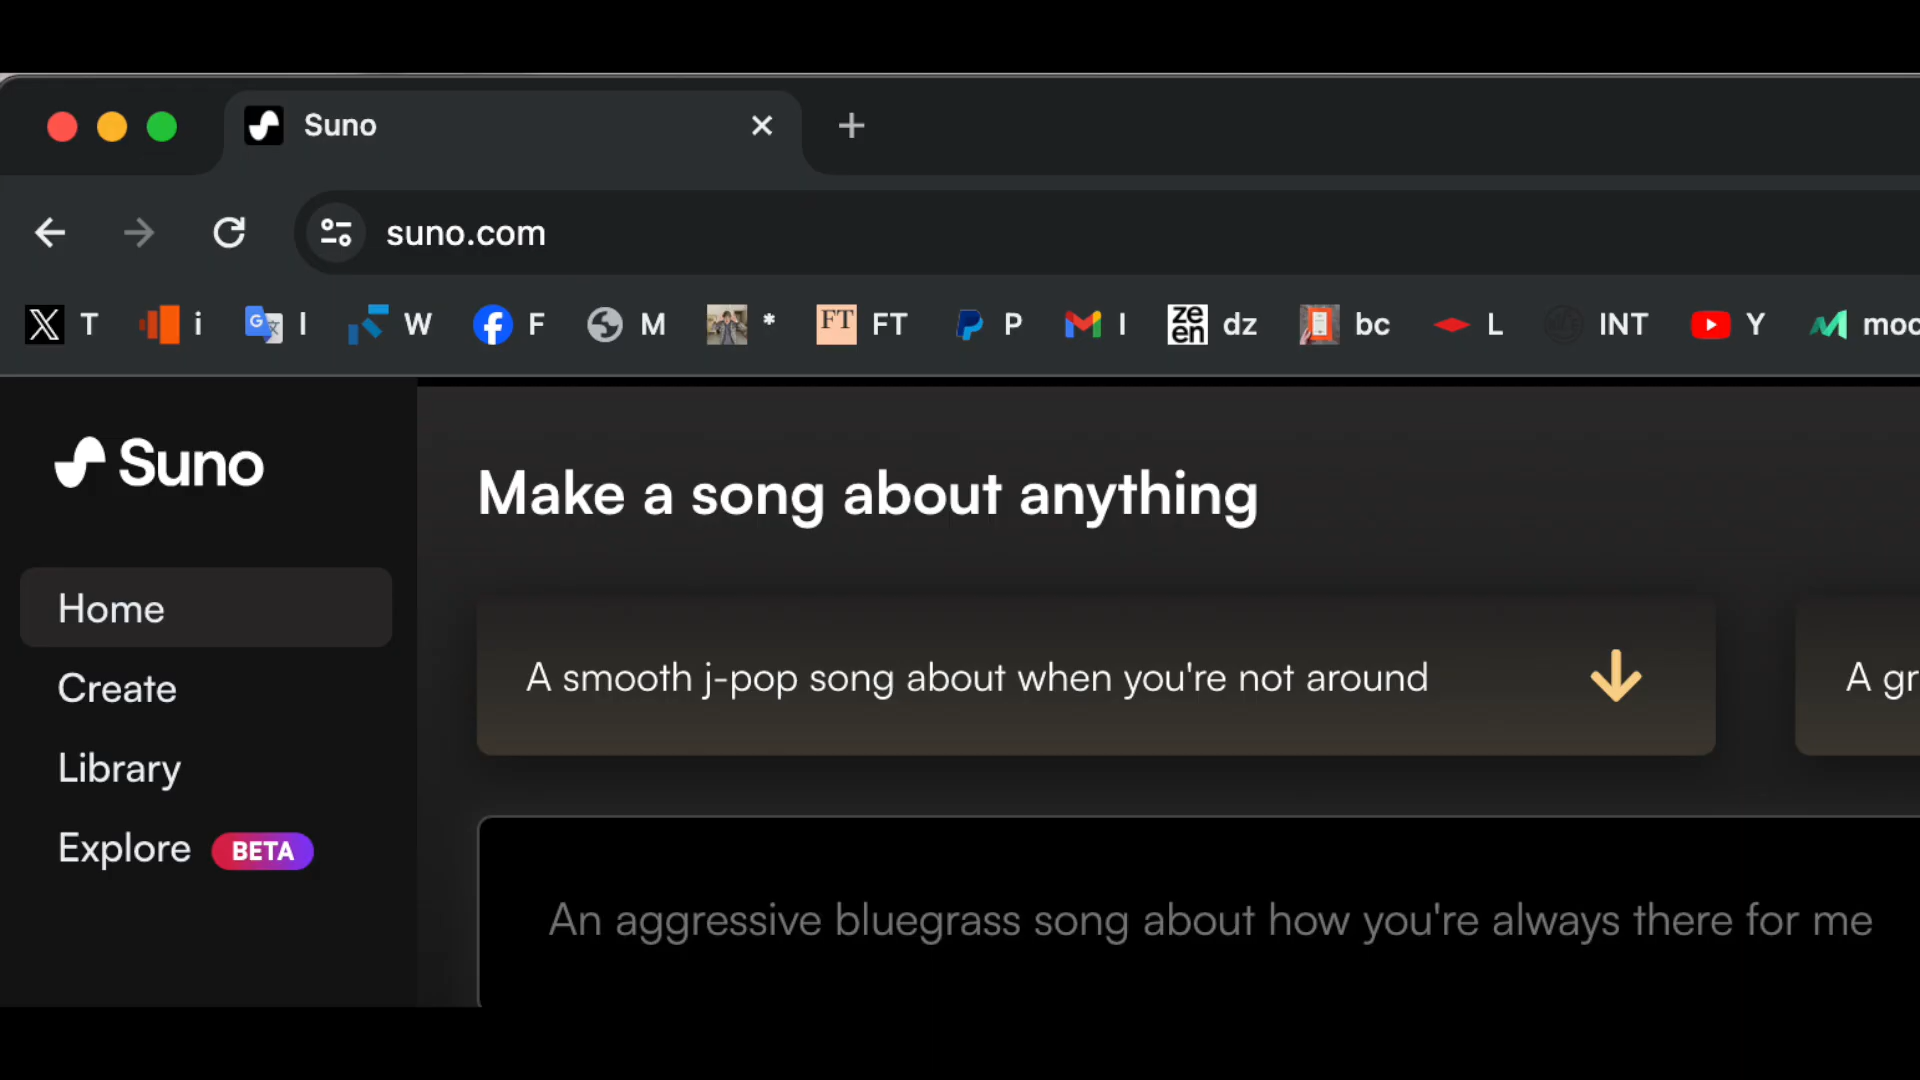 Suno
suno.com
T i I W F M * FT FT P I ze en dz bc L INT Y
Suno
Make a song about anything
Home
A smooth j-pop song about when you're not around
Create
Library
Explore BETA
An aggressive bluegrass song about how you're always there for me